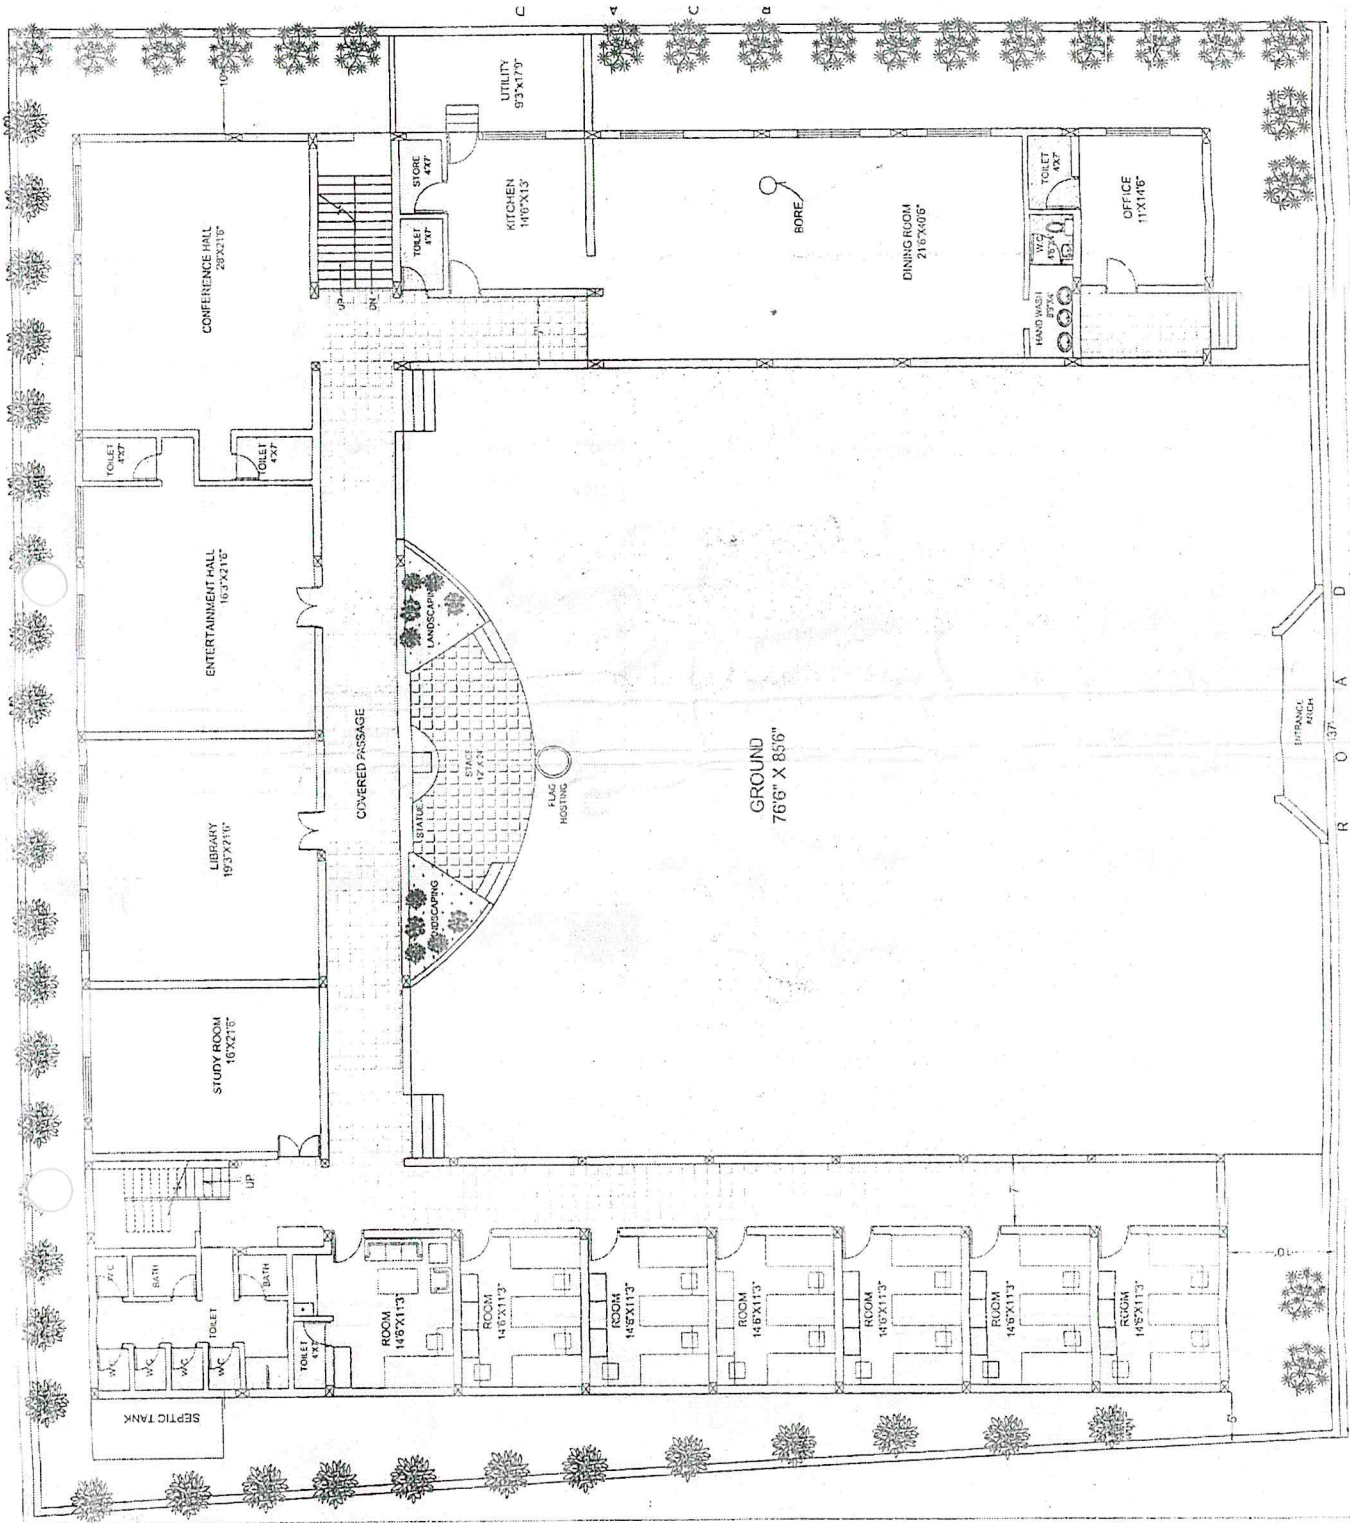 UTILITY
9'3"X17'9"
10'
CONFERENCE HALL
28'X21'6"
STORE
4'X7'
KITCHEN
14'6"X13'
TOILET
4'X7'
UP
DN
7'
BORE
DINING ROOM
21'6"X40'6"
TOILET
4'X7'
W.C
HAND WASH
OFFICE
11'X14'6"
TOILET
4'X7'
TOILET
4'X7'
ENTERTAINMENT HALL
16'3"X21'6"
LIBRARY
19'3"X21'6"
STUDY ROOM
16'X21'6"
COVERED PASSAGE
LANDSCAPING
STAGE
STATUE
LANDSCAPING
FLAG
HOSTING
GROUND
76'6" X 85'6"
ENTRANCE
ARCH
R O A D
UP
7'
10'
W.C
BATH
BATH
TOILET
W.C
W.C
W.C
W.C
TOILET
4'X7'
SEPTIC TANK
ROOM
14'6"X11'3"
ROOM
14'6"X11'3"
ROOM
14'6"X11'3"
ROOM
14'6"X11'3"
ROOM
14'6"X11'3"
ROOM
14'6"X11'3"
ROOM
14'6"X11'3"